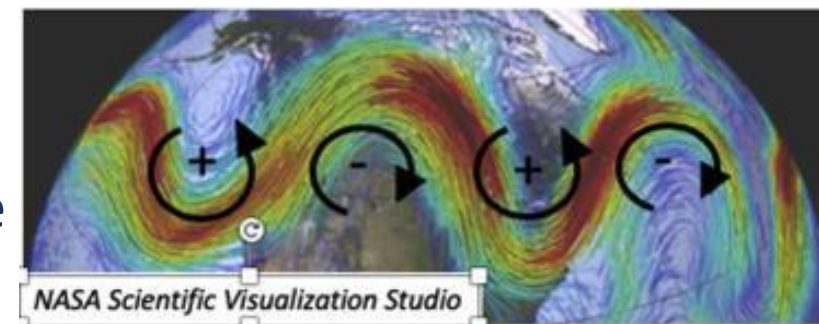 + - + -
e
NASA Scientific Visualization Studio